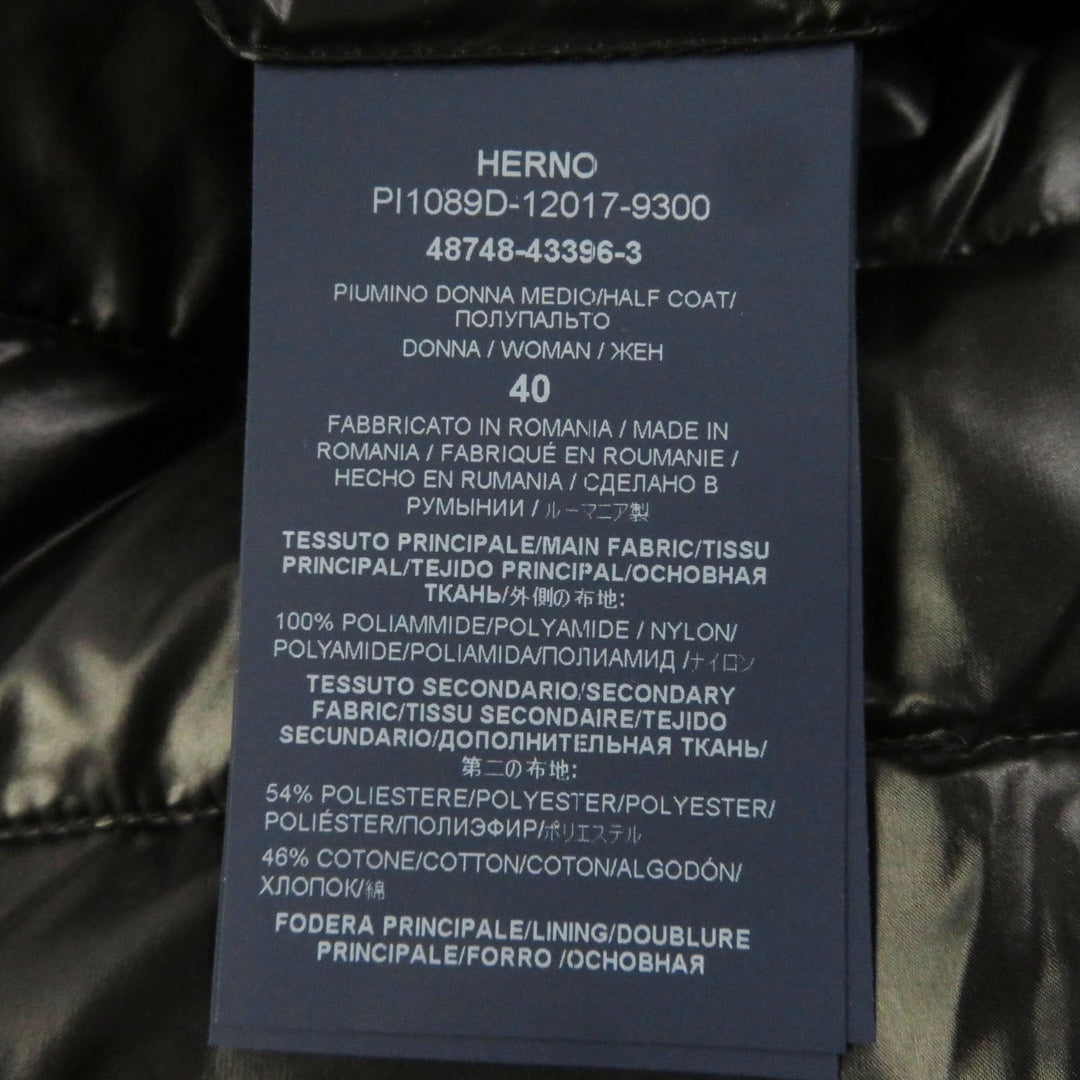 HERNO
PI1089D-12017-9300
48748-43396-3
PIUMINO DONNA MEDIO/HALF COAT/
ПОЛУПАЛЬТО
DONNA / WOMAN / ЖЕН
40
FABBRICATO IN ROMANIA / MADE IN
ROMANIA / FABRIQUÉ EN ROUMANIE /
HECHO EN RUMANIA / СДЕЛАНО В
РУМЫНИИ / ルーマニア製
TESSUTO PRINCIPALE/MAIN FABRIC/TISSU
PRINCIPAL/TEJIDO PRINCIPAL/ОСНОВНАЯ
ТКАНЬ/外側の布地:
100% POLIAMMIDE/POLYAMIDE / NYLON/
POLYAMIDE/POLIAMIDA/ПОЛИАМИД /ナイロン
TESSUTO SECONDARIO/SECONDARY
FABRIC/TISSU SECONDAIRE/TEJIDO
SECUNDARIO/ДОПОЛНИТЕЛЬНАЯ ТКАНЬ/
第二の布地:
54% POLIESTERE/POLYESTER/POLYESTER/
POLIÉSTER/ПОЛИЭФИР/ポリエステル
46% COTONE/COTTON/COTON/ALGODÓN/
ХЛОПОК/綿
FODERA PRINCIPALE/LINING/DOUBLURE
PRINCIPALE/FORRO /ОСНОВНАЯ